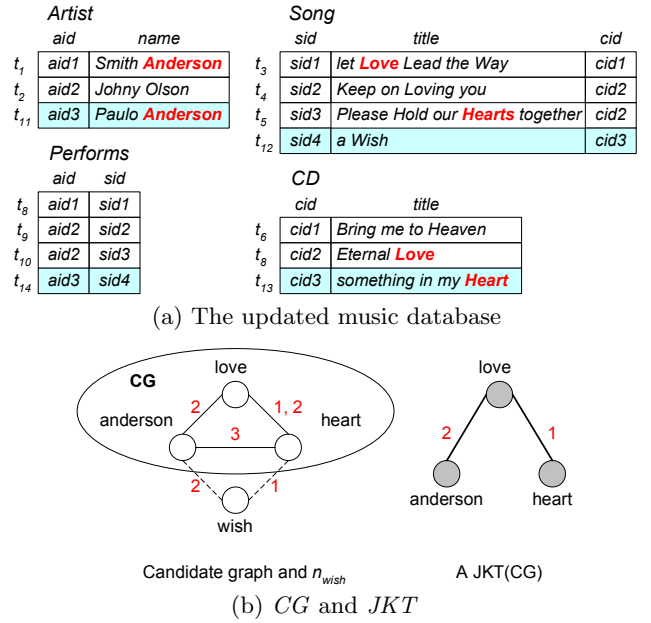 Artist
aid name
t1 aid1 Smith Anderson
t2 aid2 Johny Olson
t11 aid3 Paulo Anderson
Song
sid title cid
t3 sid1 let Love Lead the Way cid1
t4 sid2 Keep on Loving you cid2
t5 sid3 Please Hold our Hearts together cid2
t12 sid4 a Wish cid3
Performs
aid sid
t8 aid1 sid1
t9 aid2 sid2
t10 aid2 sid3
t14 aid3 sid4
CD
cid title
t6 cid1 Bring me to Heaven
t8 cid2 Eternal Love
t13 cid3 something in my Heart
(a) The updated music database
CG
love
anderson
heart
2
1, 2
3
2
1
wish
Candidate graph and nwish
love
2
1
anderson
heart
A JKT(CG)
(b) CG and JKT